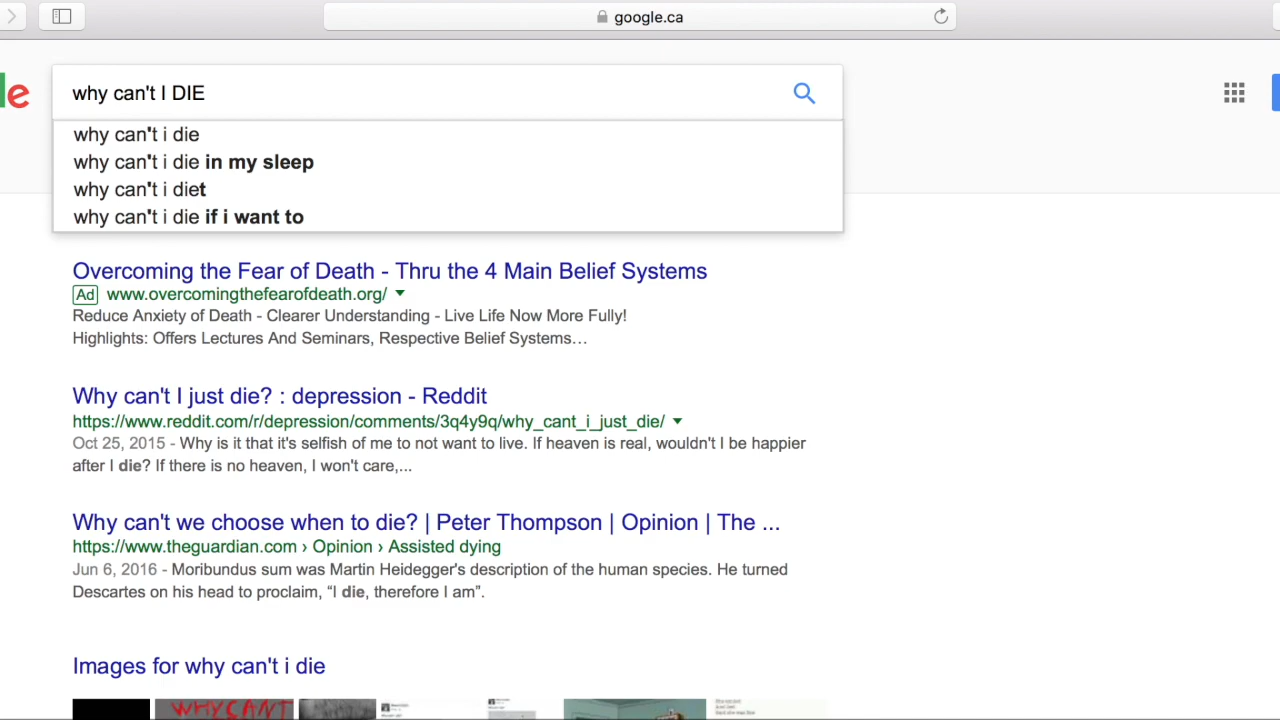 google.ca
le
why can't I DIE
why can't i die
why can't i die in my sleep
why can't i diet
why can't i die if i want to
Overcoming the Fear of Death - Thru the 4 Main Belief Systems
Ad www.overcomingthefearofdeath.org/
Reduce Anxiety of Death - Clearer Understanding - Live Life Now More Fully!
Highlights: Offers Lectures And Seminars, Respective Belief Systems…
Why can't I just die? : depression - Reddit
https://www.reddit.com/r/depression/comments/3q4y9q/why_cant_i_just_die/
Oct 25, 2015 - Why is it that it's selfish of me to not want to live. If heaven is real, wouldn't I be happier
after I die? If there is no heaven, I won't care,...
Why can't we choose when to die? | Peter Thompson | Opinion | The ...
https://www.theguardian.com › Opinion › Assisted dying
Jun 6, 2016 - Moribundus sum was Martin Heidegger's description of the human species. He turned
Descartes on his head to proclaim, “I die, therefore I am”.
Images for why can't i die
WHY CANT